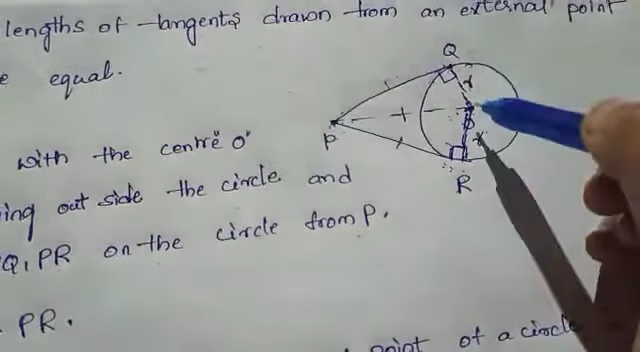 lengths of tangents drawn from an external point
equal.
with the centre "O"
out side the circle and
PR on the circle from P.
PR.
point of a circle
Q
r
P
r
R